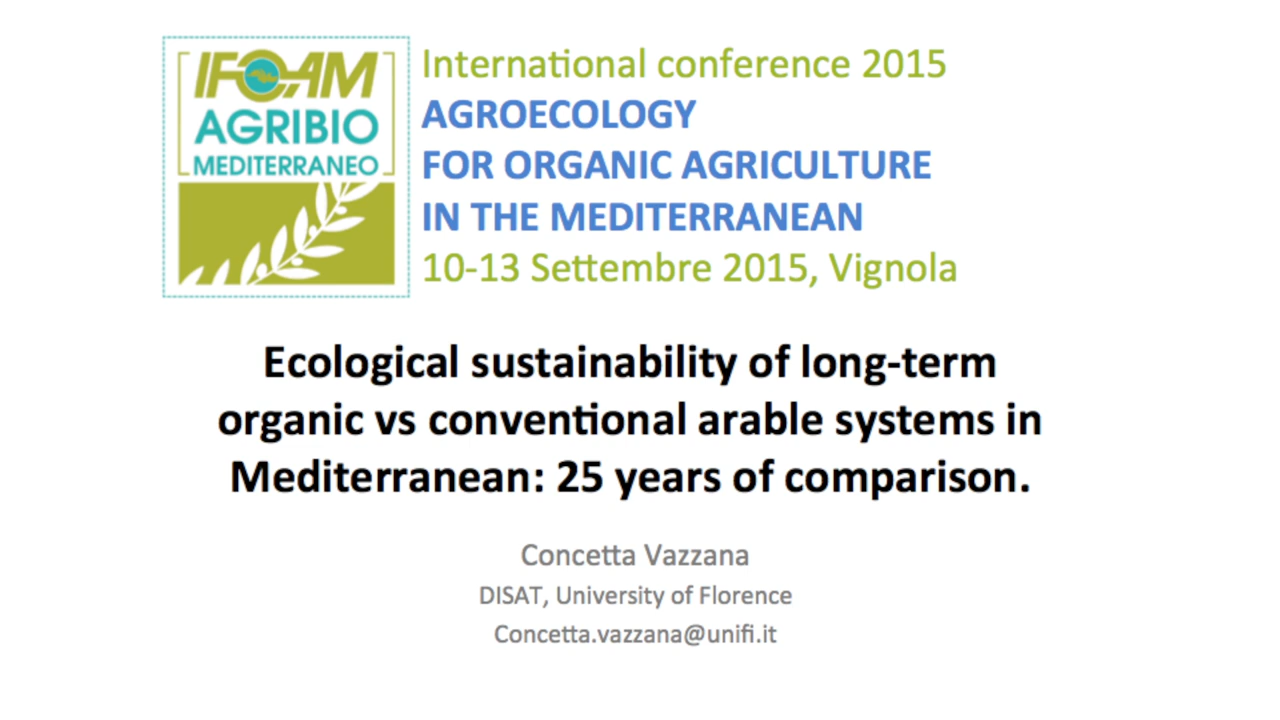 IFOAM
AGRIBIO
MEDITERRANEO
International conference 2015
AGROECOLOGY
FOR ORGANIC AGRICULTURE
IN THE MEDITERRANEAN
10-13 Settembre 2015, Vignola
Ecological sustainability of long-term
organic vs conventional arable systems in
Mediterranean: 25 years of comparison.
Concetta Vazzana
DISAT, University of Florence
Concetta.vazzana@unifi.it